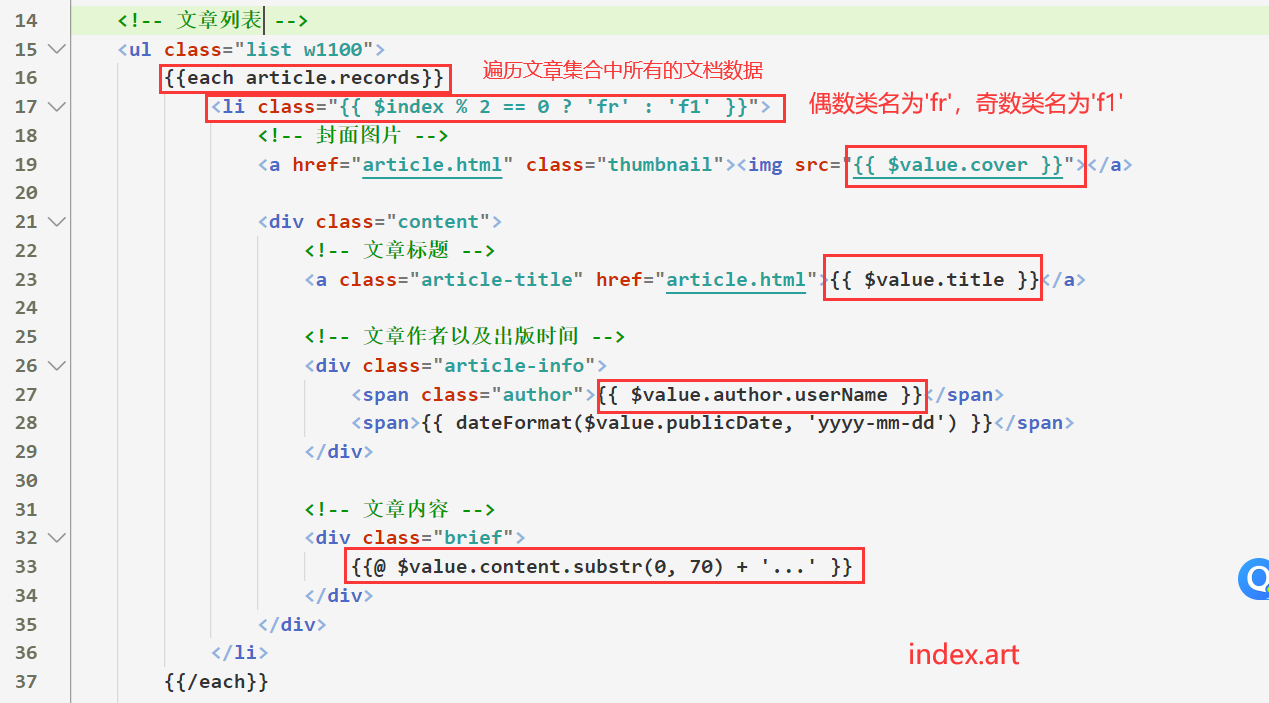 14 <!-- 文章列表 -->
15 <ul class="list w1100">
16 {{each article.records}} 遍历文章集合中所有的文档数据
17 <li class="{{ $index % 2 == 0 ? 'fr' : 'f1' }}"> 偶数类名为'fr'，奇数类名为'f1'
18 <!-- 封面图片 -->
19 <a href="article.html" class="thumbnail"><img src="{{ $value.cover }}"></a>
20
21 <div class="content">
22 <!-- 文章标题 -->
23 <a class="article-title" href="article.html">{{ $value.title }}</a>
24
25 <!-- 文章作者以及出版时间 -->
26 <div class="article-info">
27 <span class="author">{{ $value.author.userName }}</span>
28 <span>{{ dateFormat($value.publicDate, 'yyyy-mm-dd') }}</span>
29 </div>
30
31 <!-- 文章内容 -->
32 <div class="brief">
33 {{@ $value.content.substr(0, 70) + '...' }}
34 </div>
35 </div>
36 </li>
index.art
37 {{/each}}